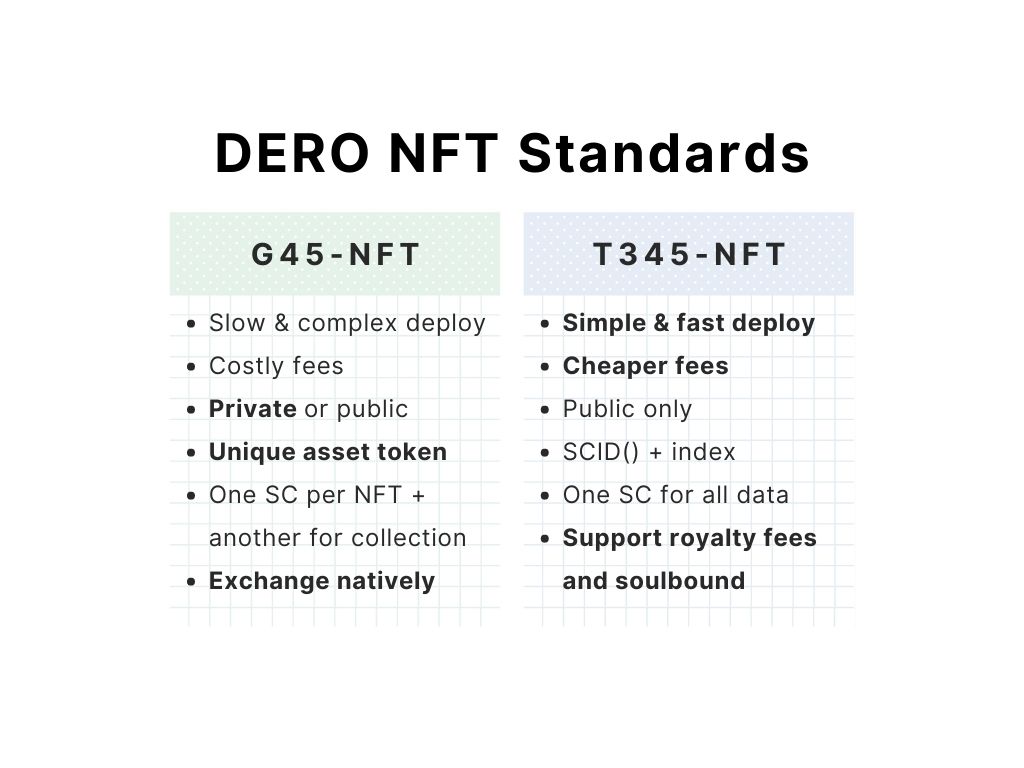 DERO NFT Standards
G45-NFT
• Slow & complex deploy
• Costly fees
• Private or public
• Unique asset token
• One SC per NFT +
another for collection
• Exchange natively
T345-NFT
• Simple & fast deploy
• Cheaper fees
• Public only
• SCID() + index
• One SC for all data
• Support royalty fees
and soulbound